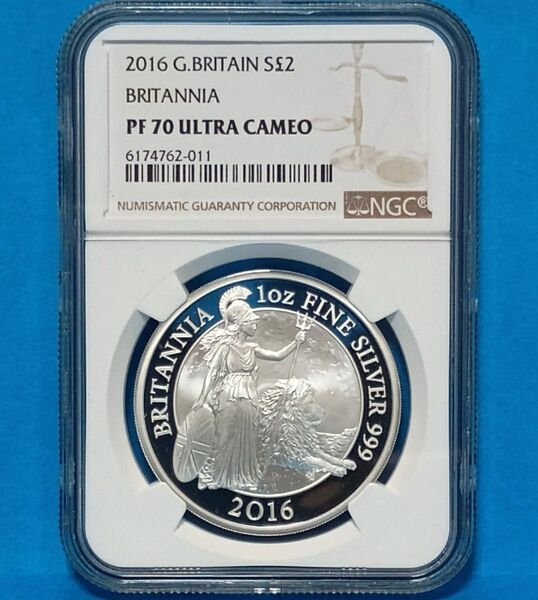 2016 G.BRITAIN S£2
BRITANNIA
PF 70 ULTRA CAMEO
6174762-011
NUMISMATIC GUARANTY CORPORATION
NGC®
BRITANNIA 1OZ FINE SILVER 999
2016